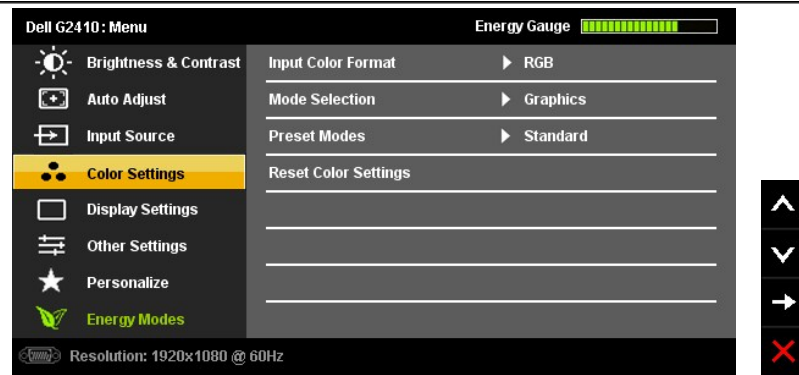 Dell G2410: Menu Energy Gauge
Brightness & Contrast Input Color Format RGB
Auto Adjust Mode Selection Graphics
Input Source Preset Modes Standard
Color Settings Reset Color Settings
Display Settings
Other Settings
Personalize
Energy Modes
Resolution: 1920x1080 @ 60Hz